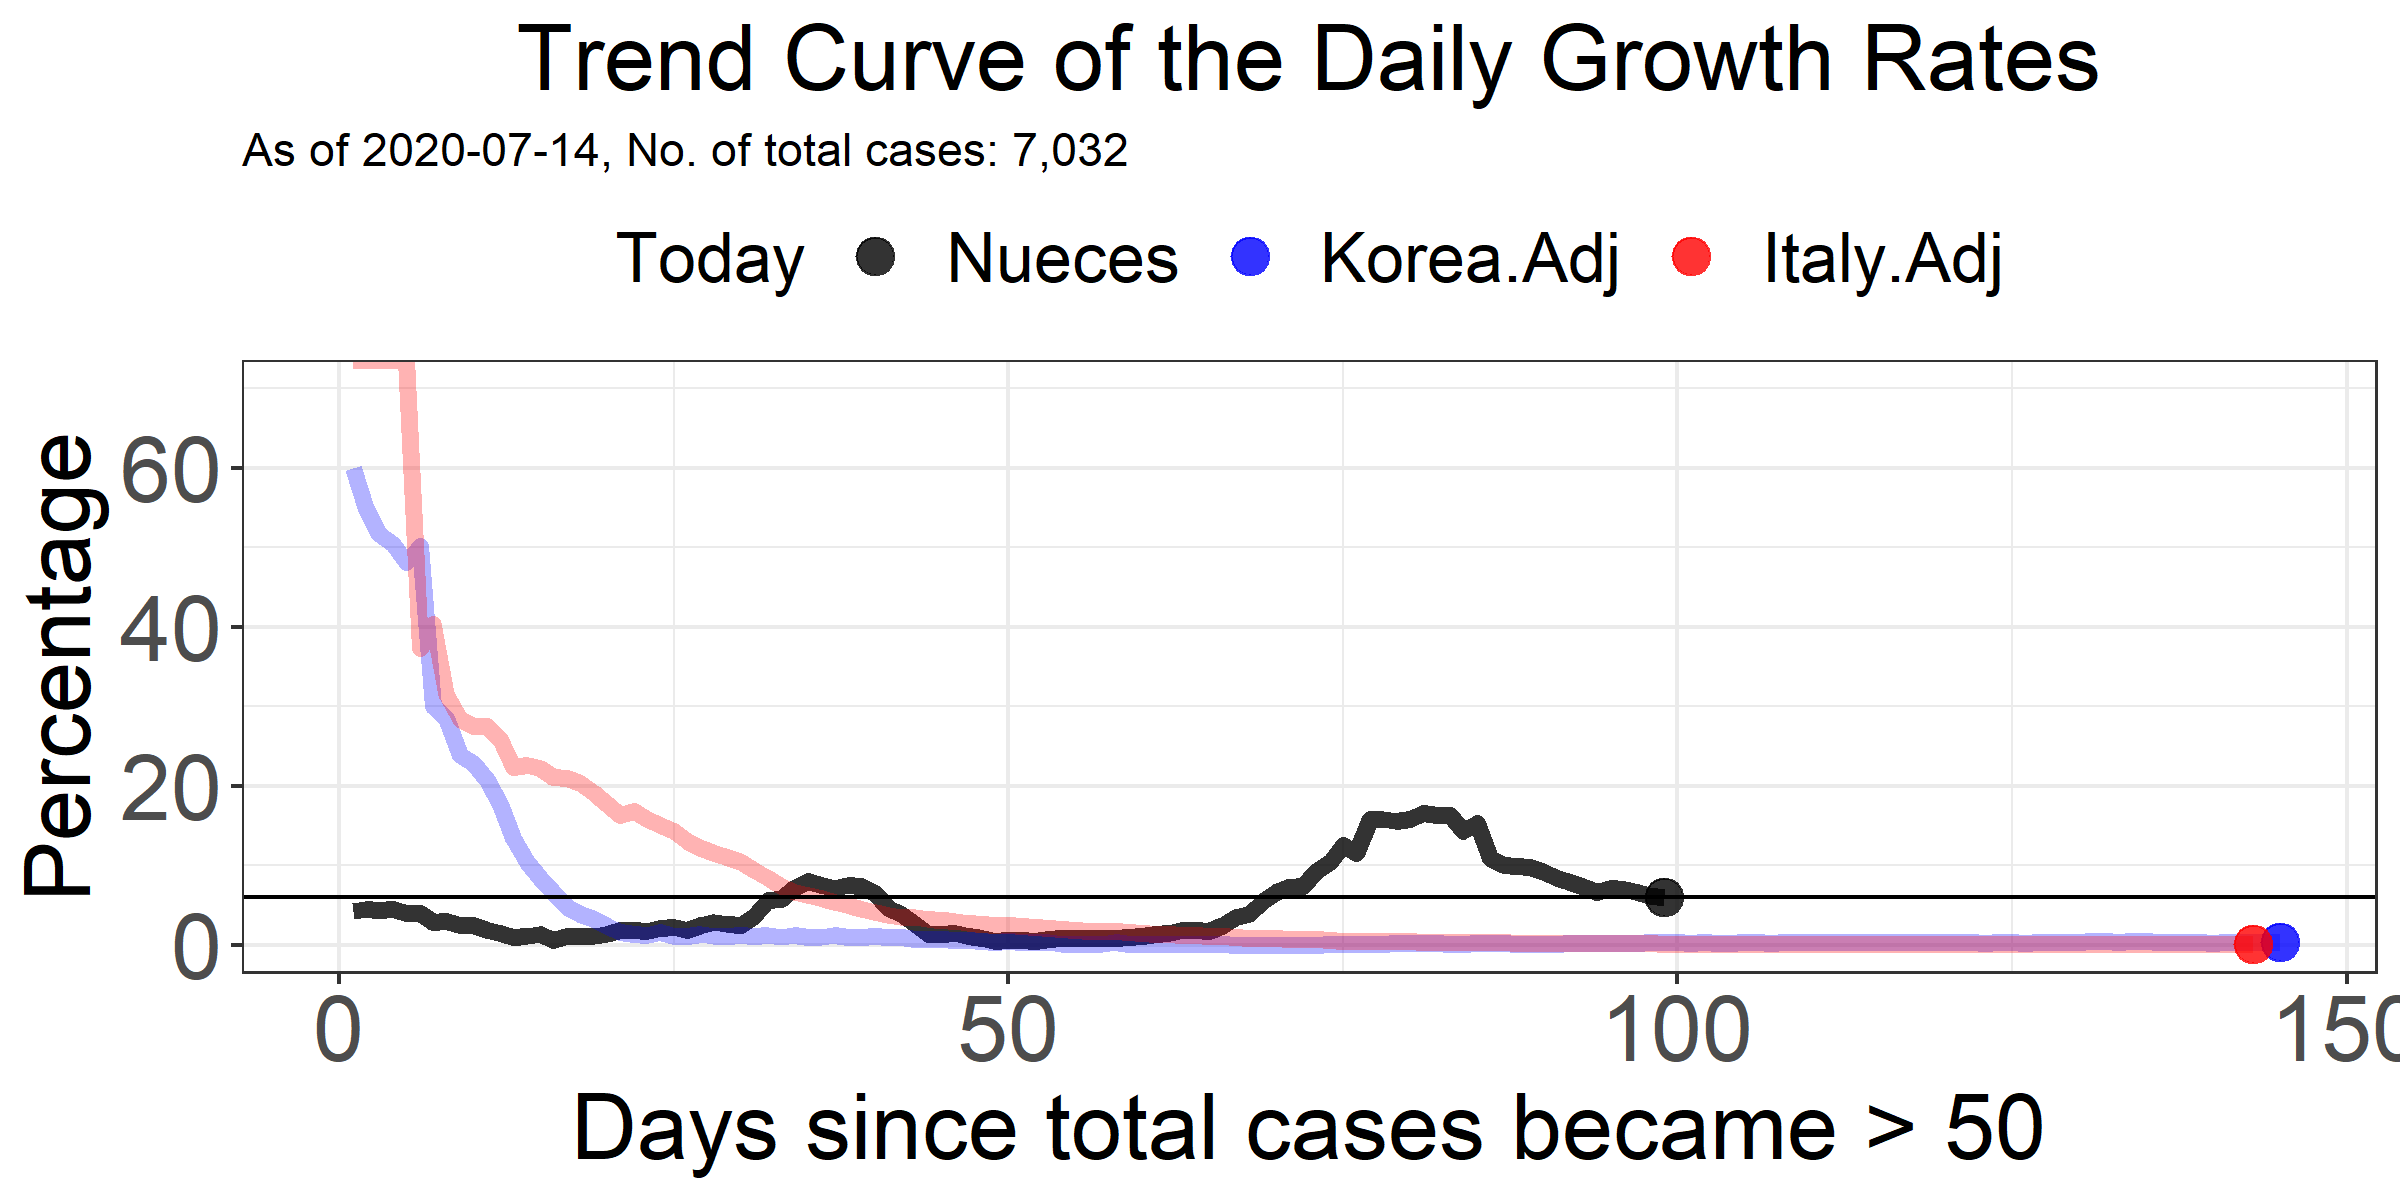 Trend Curve of the Daily Growth Rates
As of 2020-07-14, No. of total cases: 7,032
Today Nueces Korea.Adj Italy.Adj
Percentage
60
40
20
0
0 50 100 150
Days since total cases became > 50